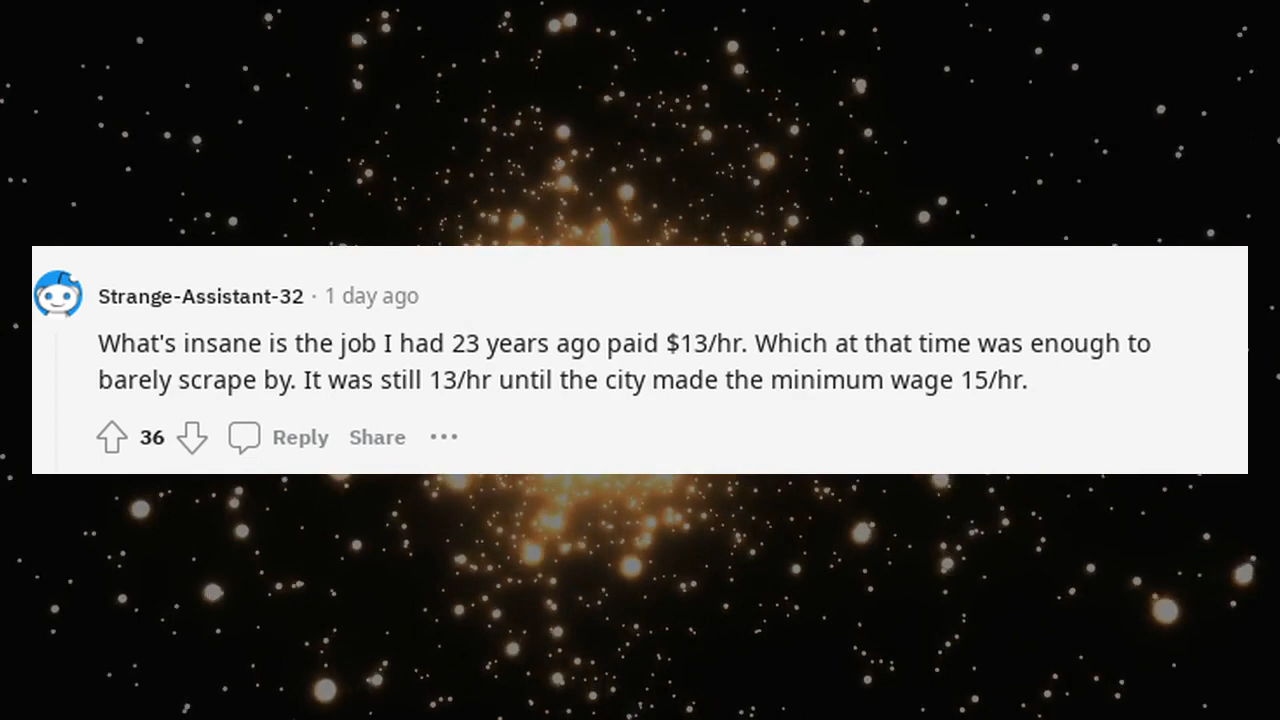 Strange-Assistant-32 · 1 day ago
What's insane is the job I had 23 years ago paid $13/hr. Which at that time was enough to
barely scrape by. It was still 13/hr until the city made the minimum wage 15/hr.
36 Reply Share •••